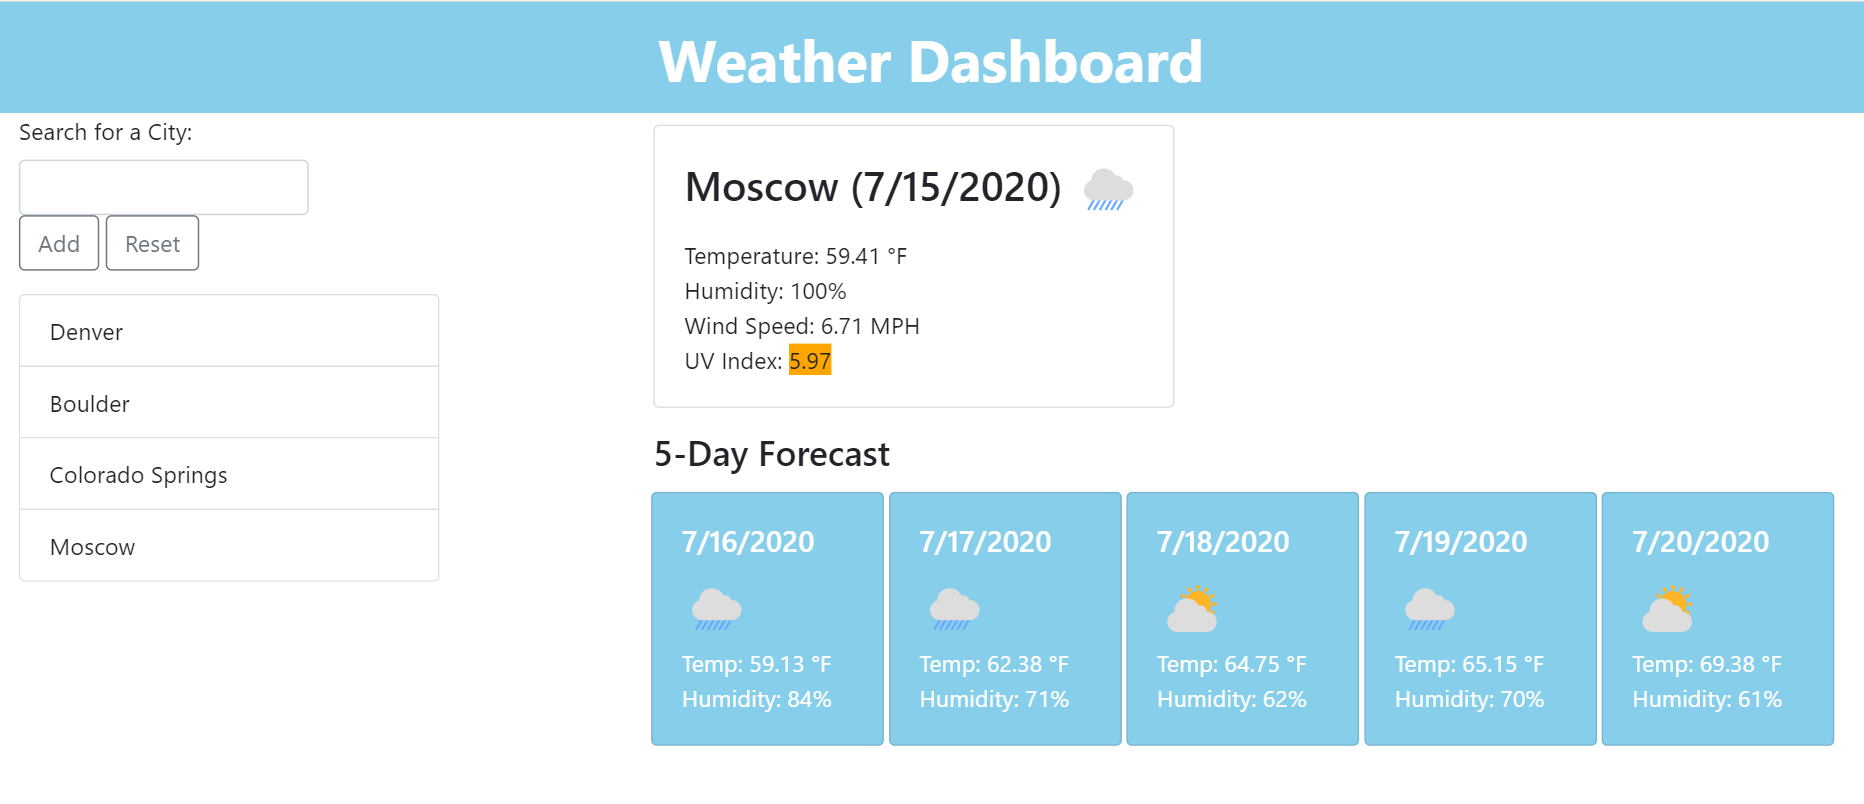 Weather Dashboard
Search for a City:
Add Reset
Denver
Boulder
Colorado Springs
Moscow
Moscow (7/15/2020)
Temperature: 59.41 °F
Humidity: 100%
Wind Speed: 6.71 MPH
UV Index: 5.97
5-Day Forecast
7/16/2020
Temp: 59.13 °F
Humidity: 84%
7/17/2020
Temp: 62.38 °F
Humidity: 71%
7/18/2020
Temp: 64.75 °F
Humidity: 62%
7/19/2020
Temp: 65.15 °F
Humidity: 70%
7/20/2020
Temp: 69.38 °F
Humidity: 61%